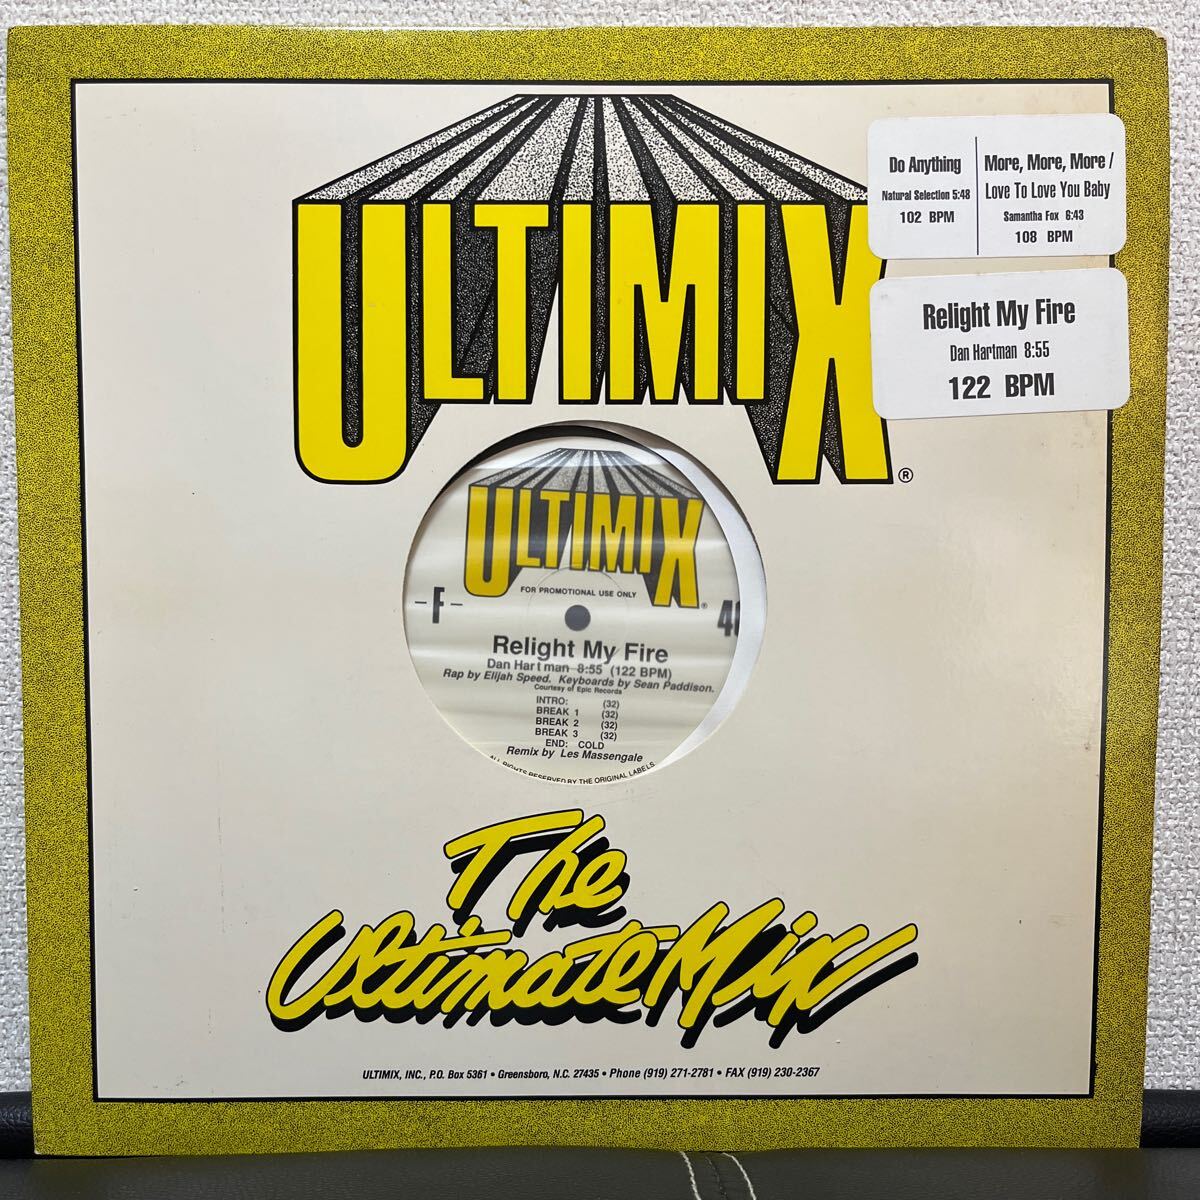 ULTIMIX®
Do Anything
Natural Selection 5:48
102 BPM
More, More, More /
Love To Love You Baby
Samantha Fox 6:43
108 BPM
Relight My Fire
Dan Hartman 8:55
122 BPM
ULTIMIX®
FOR PROMOTIONAL USE ONLY
-F-
Relight My Fire
Dan Hartman 8:55 (122 BPM)
Rap by Elijah Speed. Keyboards by Sean Paddison.
Courtesy of Epic Records
INTRO: (32)
BREAK 1 (32)
BREAK 2 (32)
BREAK 3 (32)
END: COLD
Remix by Les Massengale
ALL RIGHTS RESERVED BY THE ORIGINAL LABELS.
The
Ultimate Mix
ULTIMIX, INC., P.O. Box 5361 • Greensboro, N.C. 27435 • Phone (919) 271-2781 • FAX (919) 230-2367